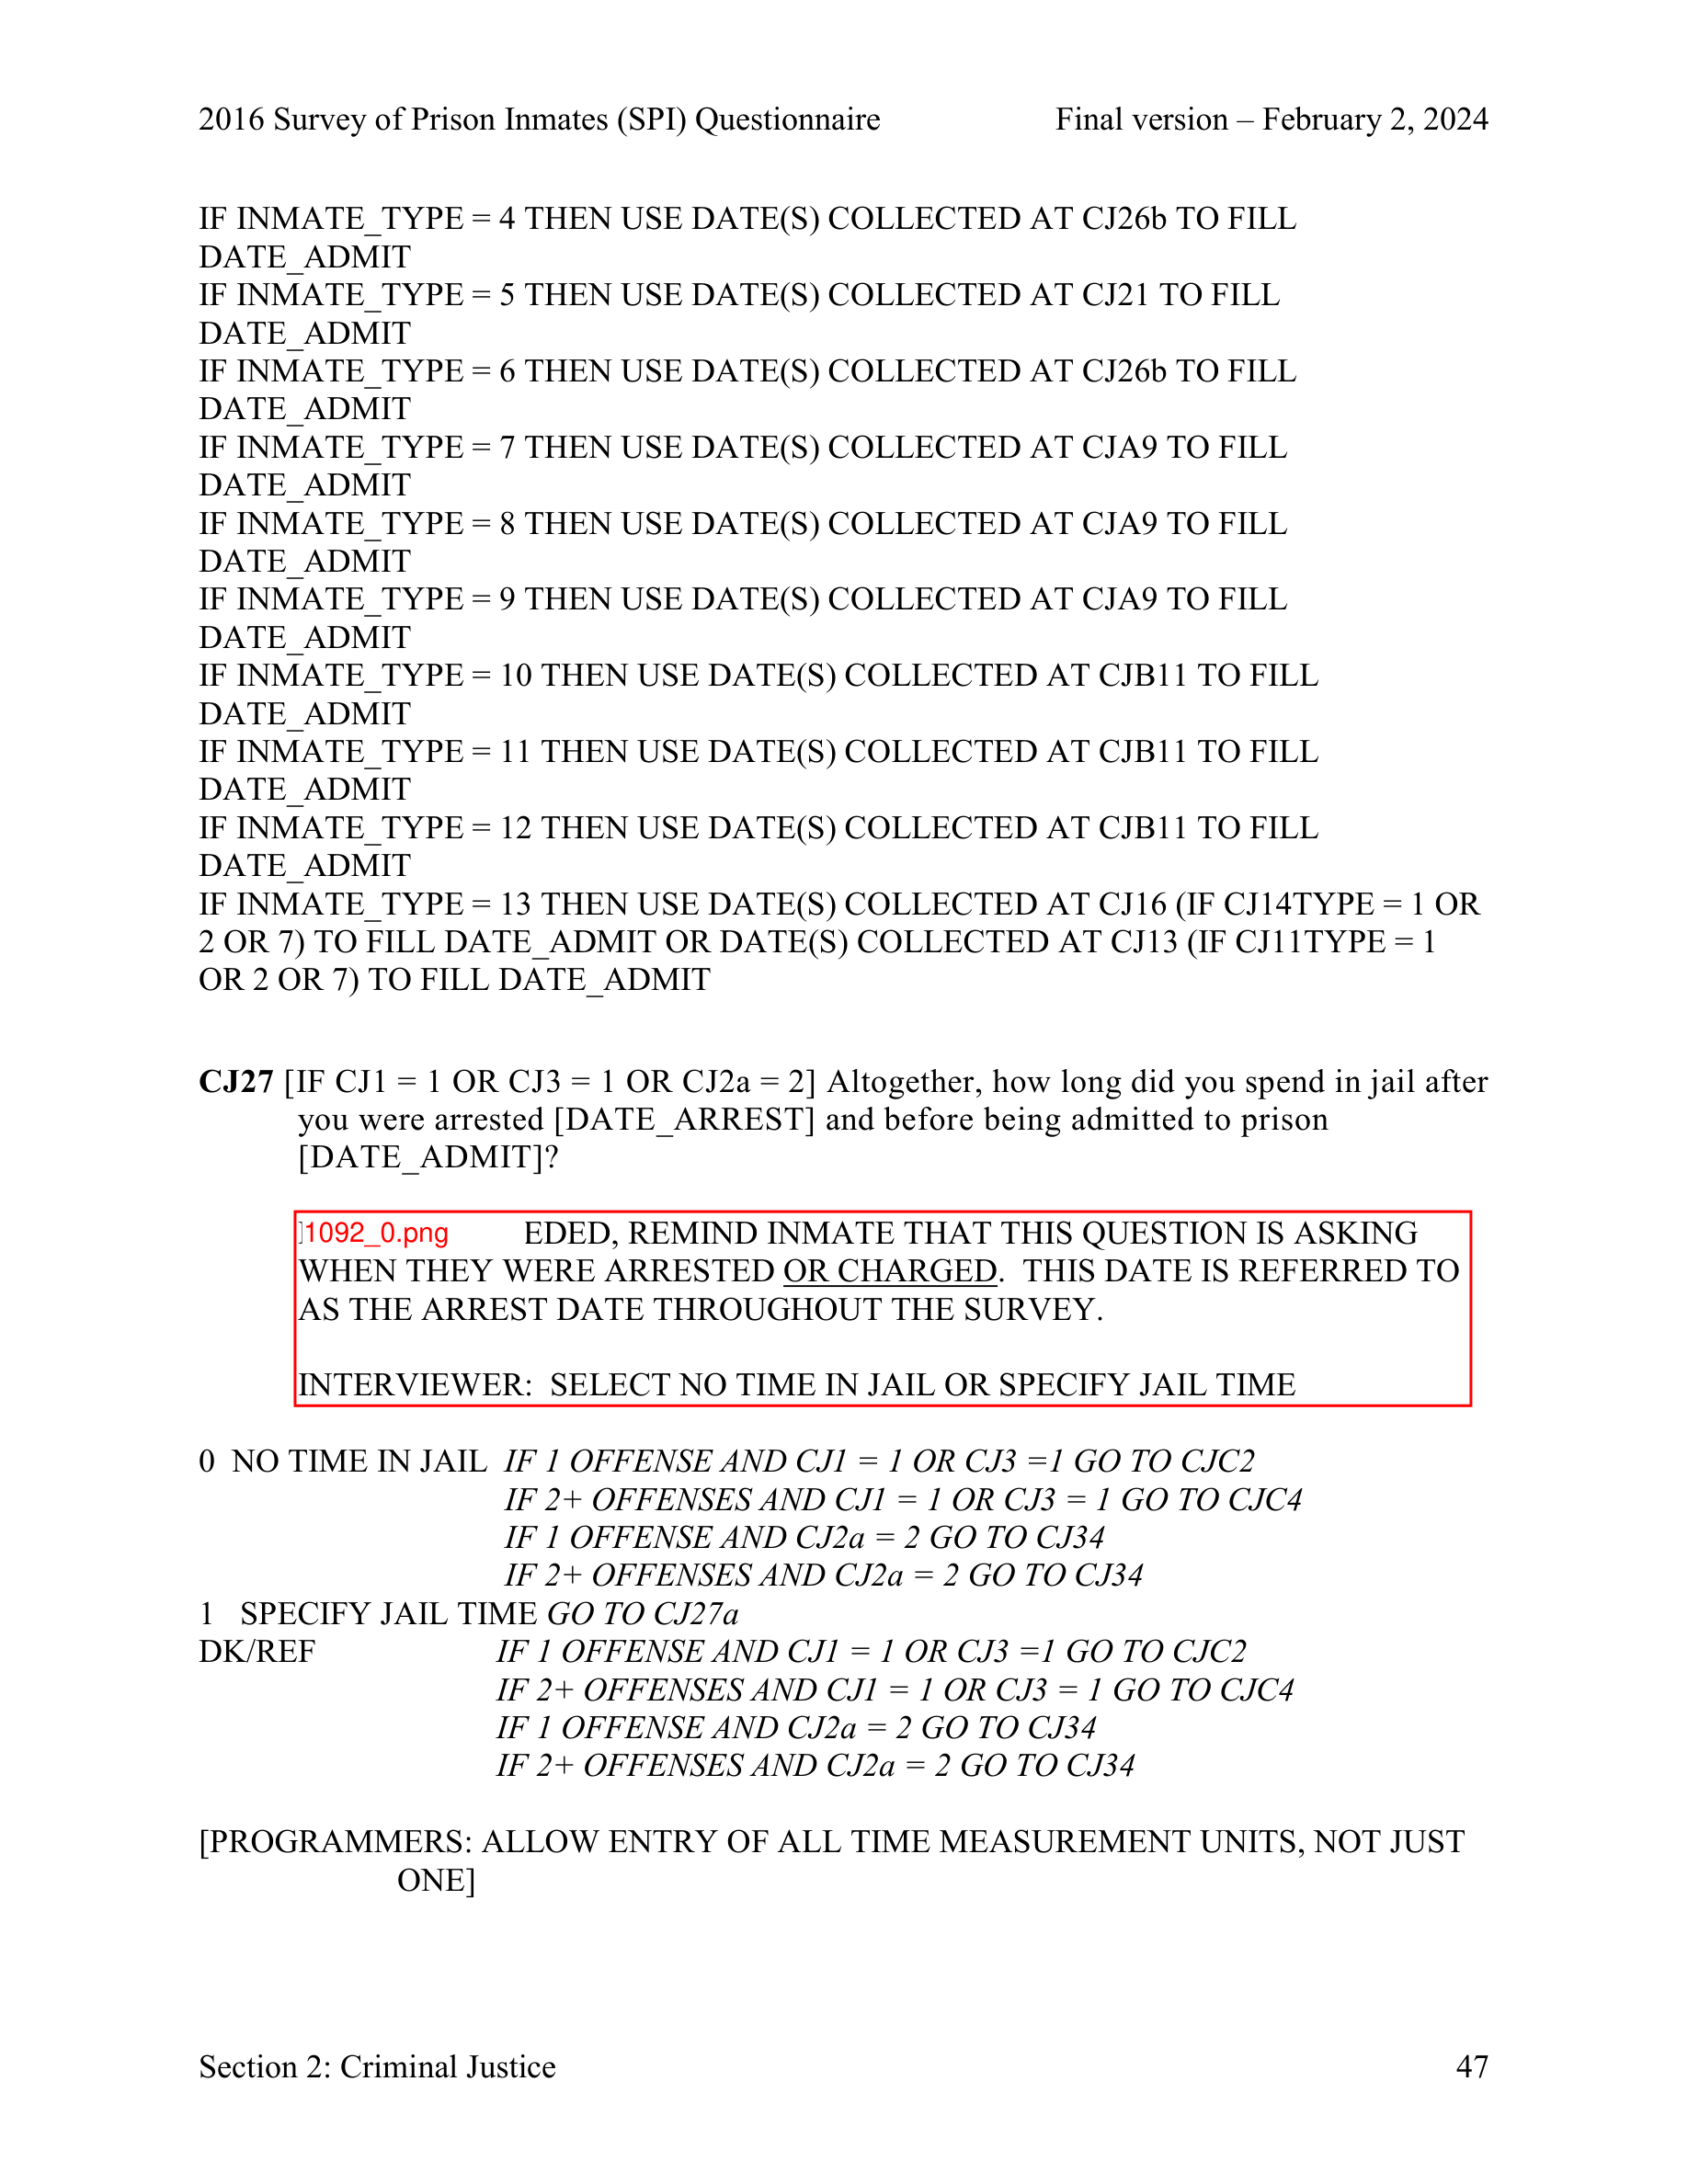 2016 Survey of Prison Inmates (SPI) Questionnaire Final version – February 2, 2024
IF INMATE_TYPE = 4 THEN USE DATE(S) COLLECTED AT CJ26b TO FILL
DATE_ADMIT
IF INMATE_TYPE = 5 THEN USE DATE(S) COLLECTED AT CJ21 TO FILL
DATE_ADMIT
IF INMATE_TYPE = 6 THEN USE DATE(S) COLLECTED AT CJ26b TO FILL
DATE_ADMIT
IF INMATE_TYPE = 7 THEN USE DATE(S) COLLECTED AT CJA9 TO FILL
DATE_ADMIT
IF INMATE_TYPE = 8 THEN USE DATE(S) COLLECTED AT CJA9 TO FILL
DATE_ADMIT
IF INMATE_TYPE = 9 THEN USE DATE(S) COLLECTED AT CJA9 TO FILL
DATE_ADMIT
IF INMATE_TYPE = 10 THEN USE DATE(S) COLLECTED AT CJB11 TO FILL
DATE_ADMIT
IF INMATE_TYPE = 11 THEN USE DATE(S) COLLECTED AT CJB11 TO FILL
DATE_ADMIT
IF INMATE_TYPE = 12 THEN USE DATE(S) COLLECTED AT CJB11 TO FILL
DATE_ADMIT
IF INMATE_TYPE = 13 THEN USE DATE(S) COLLECTED AT CJ16 (IF CJ14TYPE = 1 OR
2 OR 7) TO FILL DATE_ADMIT OR DATE(S) COLLECTED AT CJ13 (IF CJ11TYPE = 1
OR 2 OR 7) TO FILL DATE_ADMIT
CJ27 [IF CJ1 = 1 OR CJ3 = 1 OR CJ2a = 2] Altogether, how long did you spend in jail after
you were arrested [DATE_ARREST] and before being admitted to prison
[DATE_ADMIT]?
1092_0.png EDED, REMIND INMATE THAT THIS QUESTION IS ASKING
WHEN THEY WERE ARRESTED OR CHARGED. THIS DATE IS REFERRED TO
AS THE ARREST DATE THROUGHOUT THE SURVEY.
INTERVIEWER: SELECT NO TIME IN JAIL OR SPECIFY JAIL TIME
0 NO TIME IN JAIL IF 1 OFFENSE AND CJ1 = 1 OR CJ3 =1 GO TO CJC2
IF 2+ OFFENSES AND CJ1 = 1 OR CJ3 = 1 GO TO CJC4
IF 1 OFFENSE AND CJ2a = 2 GO TO CJ34
IF 2+ OFFENSES AND CJ2a = 2 GO TO CJ34
1 SPECIFY JAIL TIME GO TO CJ27a
DK/REF IF 1 OFFENSE AND CJ1 = 1 OR CJ3 =1 GO TO CJC2
IF 2+ OFFENSES AND CJ1 = 1 OR CJ3 = 1 GO TO CJC4
IF 1 OFFENSE AND CJ2a = 2 GO TO CJ34
IF 2+ OFFENSES AND CJ2a = 2 GO TO CJ34
[PROGRAMMERS: ALLOW ENTRY OF ALL TIME MEASUREMENT UNITS, NOT JUST
ONE]
Section 2: Criminal Justice 47